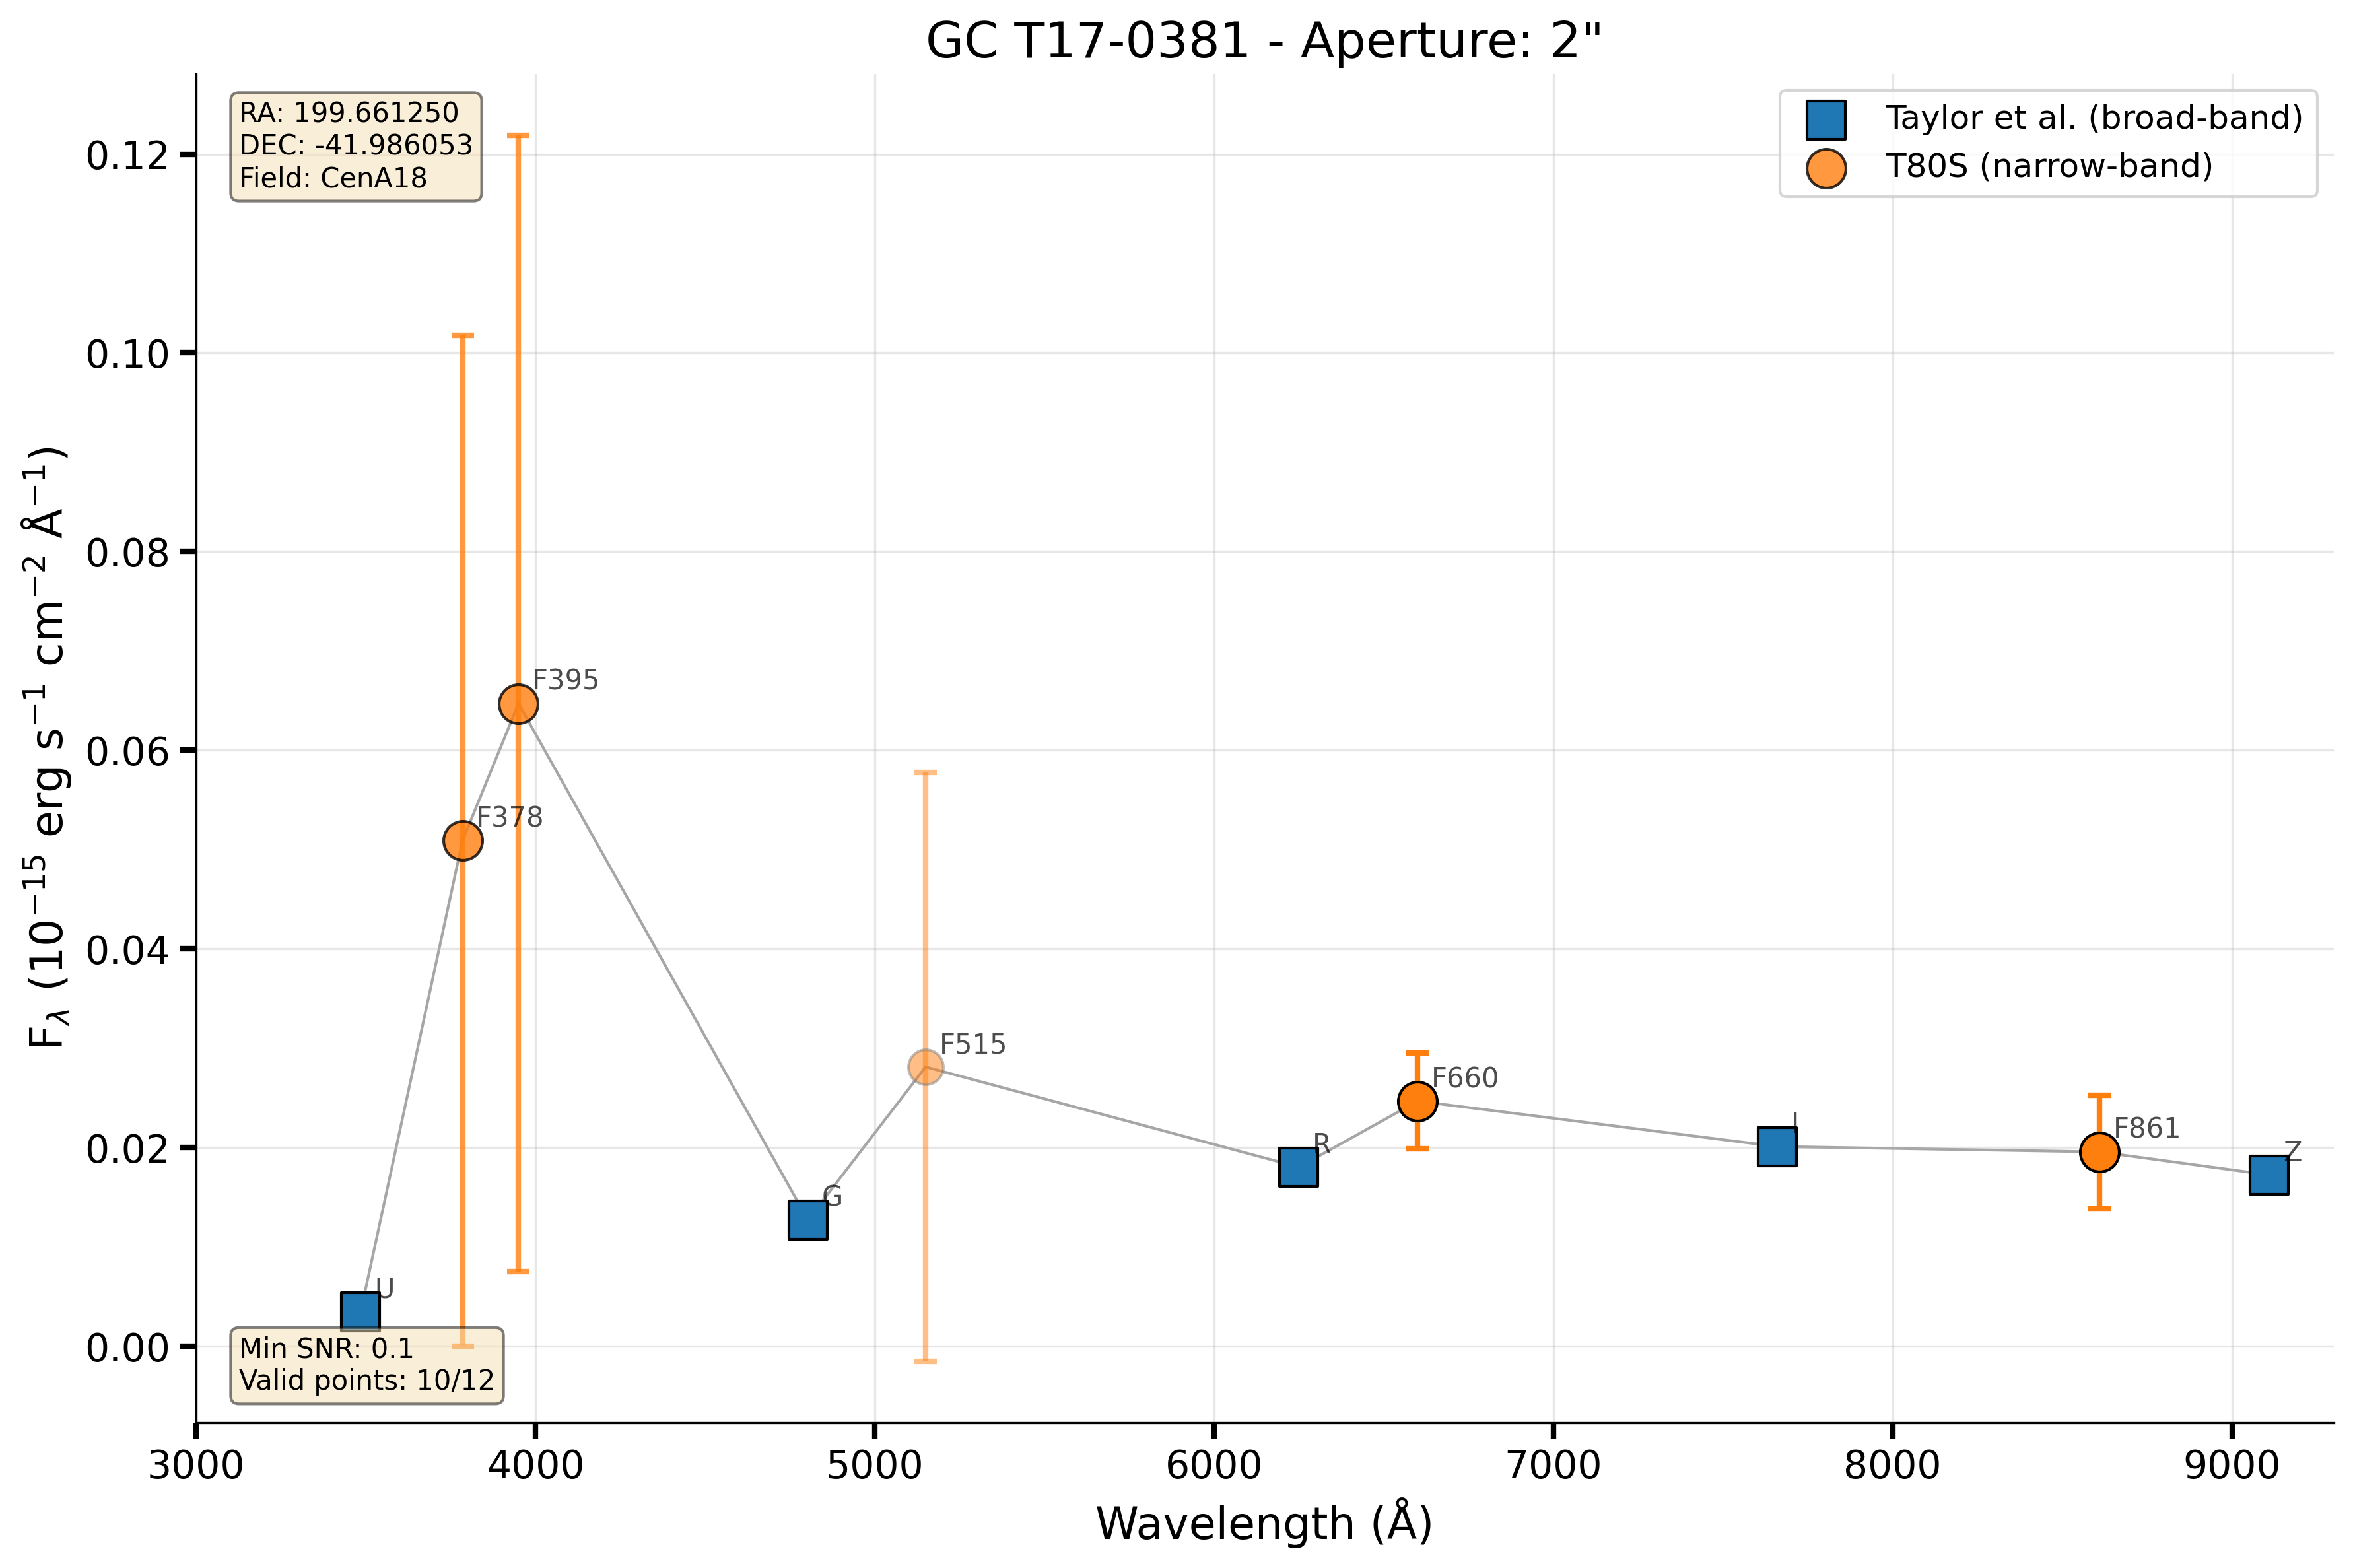 GC T17-0381 - Aperture: 2"
RA: 199.661250
DEC: -41.986053
Field: CenA18
Taylor et al. (broad-band)
T80S (narrow-band)
F_λ (10⁻¹⁵ erg s⁻¹ cm⁻² Å⁻¹)
0.12
0.10
0.08
0.06
0.04
0.02
0.00
F395
F378
F515
F660
F861
R
I
Z
G
U
Min SNR: 0.1
Valid points: 10/12
3000 4000 5000 6000 7000 8000 9000
Wavelength (Å)